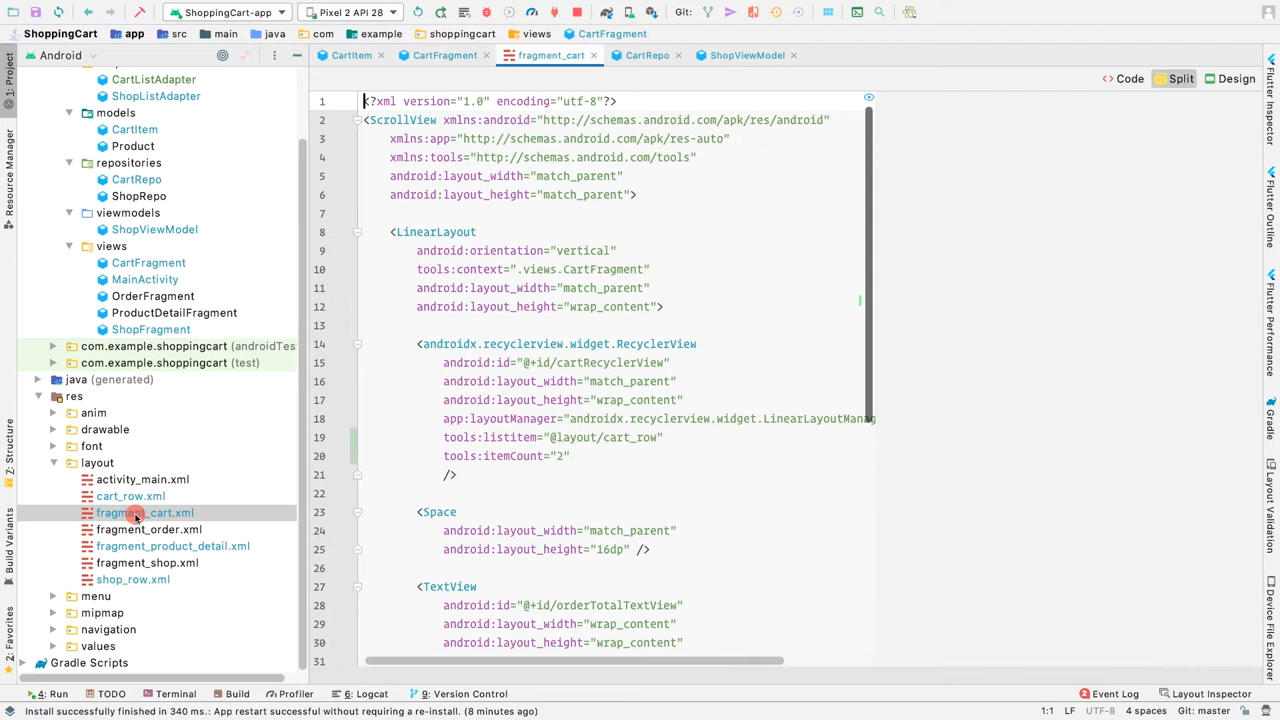 ShoppingCart-app Pixel 2 API 28 Git:
ShoppingCart app src main java com example shoppingcart views CartFragment
Android CartItem CartFragment fragment_cart CartRepo ShopViewModel
Code Split Design
1: Project
Resource Manager
Z: Structure
Build Variants
2: Favorites
CartListAdapter
ShopListAdapter
models
CartItem
Product
repositories
CartRepo
ShopRepo
viewmodels
ShopViewModel
views
CartFragment
MainActivity
OrderFragment
ProductDetailFragment
ShopFragment
com.example.shoppingcart (androidTes
com.example.shoppingcart (test)
java (generated)
res
anim
drawable
font
layout
activity_main.xml
cart_row.xml
fragment_cart.xml
fragment_order.xml
fragment_product_detail.xml
fragment_shop.xml
shop_row.xml
menu
mipmap
navigation
values
Gradle Scripts
1 <?xml version="1.0" encoding="utf-8"?>
2 <ScrollView xmlns:android="http://schemas.android.com/apk/res/android"
3 xmlns:app="http://schemas.android.com/apk/res-auto"
4 xmlns:tools="http://schemas.android.com/tools"
5 android:layout_width="match_parent"
6 android:layout_height="match_parent">
7
8 <LinearLayout
9 android:orientation="vertical"
10 tools:context=".views.CartFragment"
11 android:layout_width="match_parent"
12 android:layout_height="wrap_content">
13
14 <androidx.recyclerview.widget.RecyclerView
15 android:id="@+id/cartRecyclerView"
16 android:layout_width="match_parent"
17 android:layout_height="wrap_content"
18 app:layoutManager="androidx.recyclerview.widget.LinearLayoutManag
19 tools:listitem="@layout/cart_row"
20 tools:itemCount="2"
21 />
22
23 <Space
24 android:layout_width="match_parent"
25 android:layout_height="16dp" />
26
27 <TextView
28 android:id="@+id/orderTotalTextView"
29 android:layout_width="wrap_content"
30 android:layout_height="wrap_content"
31
Flutter Inspector
Flutter Outline
Flutter Performance
Gradle
Layout Validation
Device File Explorer
4: Run TODO Terminal Build Profiler 6: Logcat 9: Version Control 2 Event Log Layout Inspector
Install successfully finished in 340 ms.: App restart successful without requiring a re-install. (8 minutes ago) 1:1 LF UTF-8 4 spaces Git: master